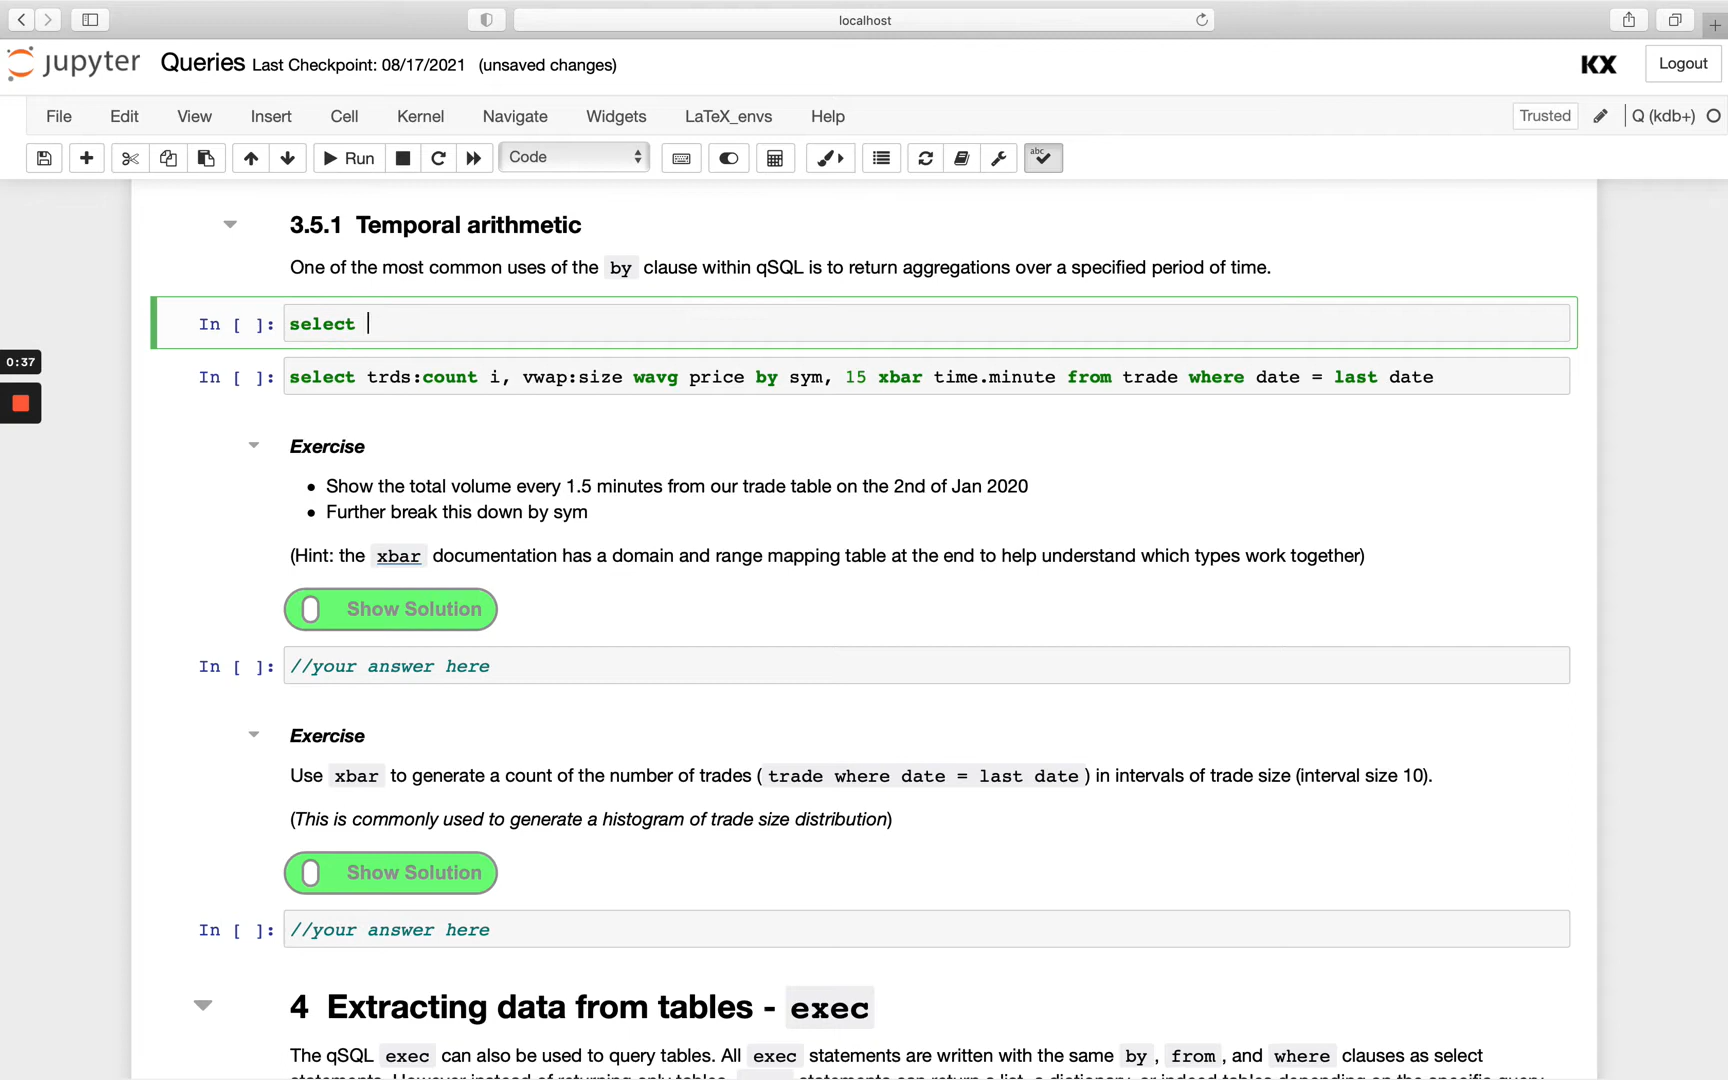 localhost
jupyter Queries Last Checkpoint: 08/17/2021 (unsaved changes) KX Logout
File Edit View Insert Cell Kernel Navigate Widgets LaTeX_envs Help Trusted Q (kdb+)
Run Code abc
3.5.1 Temporal arithmetic
One of the most common uses of the by clause within qSQL is to return aggregations over a specified period of time.
In [ ]: select
0:37
In [ ]: select trds:count i, vwap:size wavg price by sym, 15 xbar time.minute from trade where date = last date
Exercise
• Show the total volume every 1.5 minutes from our trade table on the 2nd of Jan 2020
• Further break this down by sym
(Hint: the xbar documentation has a domain and range mapping table at the end to help understand which types work together)
Show Solution
In [ ]: //your answer here
Exercise
Use xbar to generate a count of the number of trades ( trade where date = last date ) in intervals of trade size (interval size 10).
(This is commonly used to generate a histogram of trade size distribution)
Show Solution
In [ ]: //your answer here
4 Extracting data from tables - exec
The qSQL exec can also be used to query tables. All exec statements are written with the same by , from , and where clauses as select